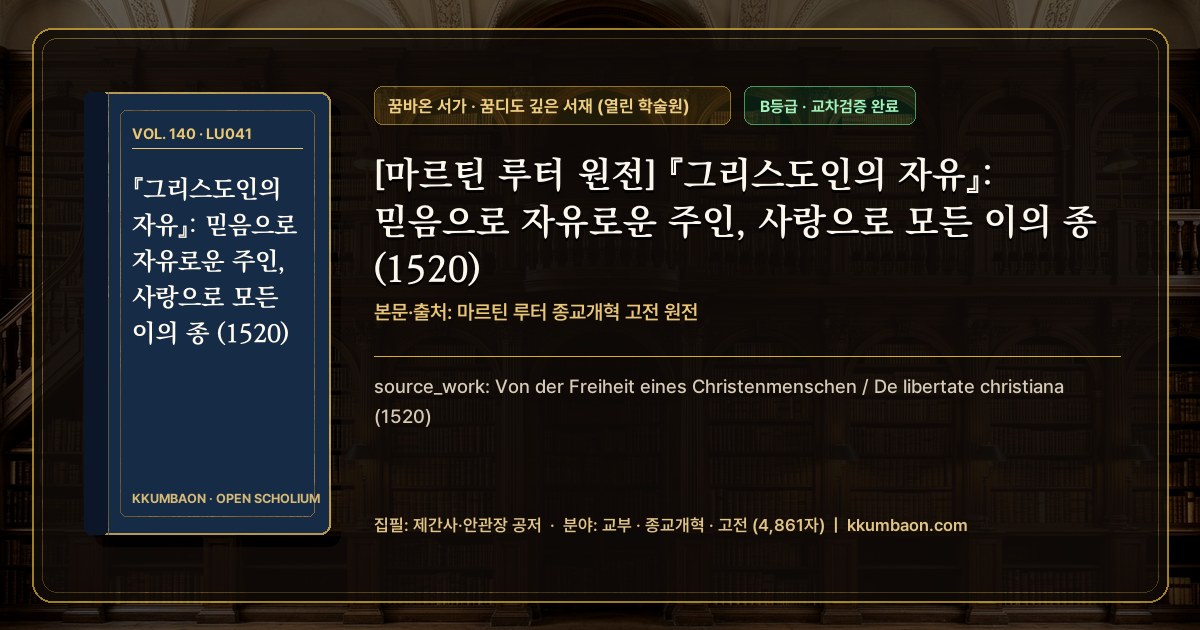 VOL. 140 · LU041
『그리스도인의
자유』: 믿음으로
자유로운 주인,
사랑으로 모든
이의 종 (1520)
KKUMBAON · OPEN SCHOLIUM
꿈바온 서가 · 꿈디도 깊은 서재 (열린 학술원)
B등급 · 교차검증 완료
[마르틴 루터 원전] 『그리스도인의 자유』:
믿음으로 자유로운 주인, 사랑으로 모든 이의 종
(1520)
본문·출처: 마르틴 루터 종교개혁 고전 원전
source_work: Von der Freiheit eines Christenmenschen / De libertate christiana
(1520)
집필: 제간사·안관장 공저 · 분야: 교부 · 종교개혁 · 고전 (4,861자) | kkumbaon.com